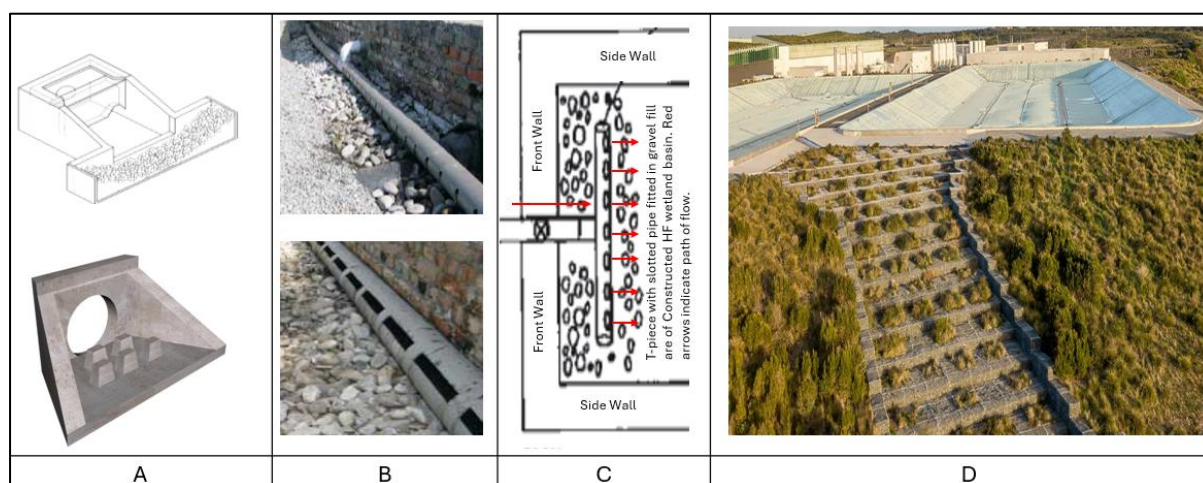 Side Wall
Front Wall
Front Wall
T-piece with slotted pipe fitted in gravel fill
are of Constructed HF wetland basin. Red
arrows indicate path of flow.
Side Wall
A
B
C
D